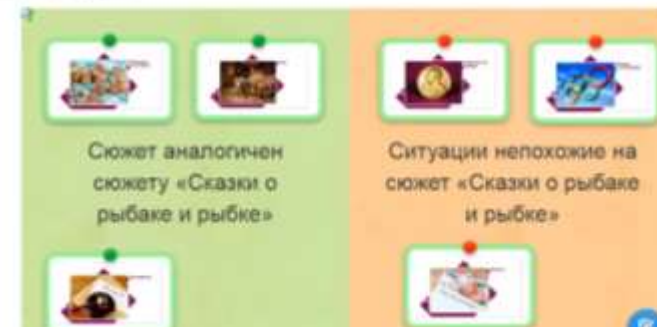 Сюжет аналогичен
сюжету «Сказки о
рыбаке и рыбке»
Ситуации непохожие на
сюжет «Сказки о рыбаке
и рыбке»